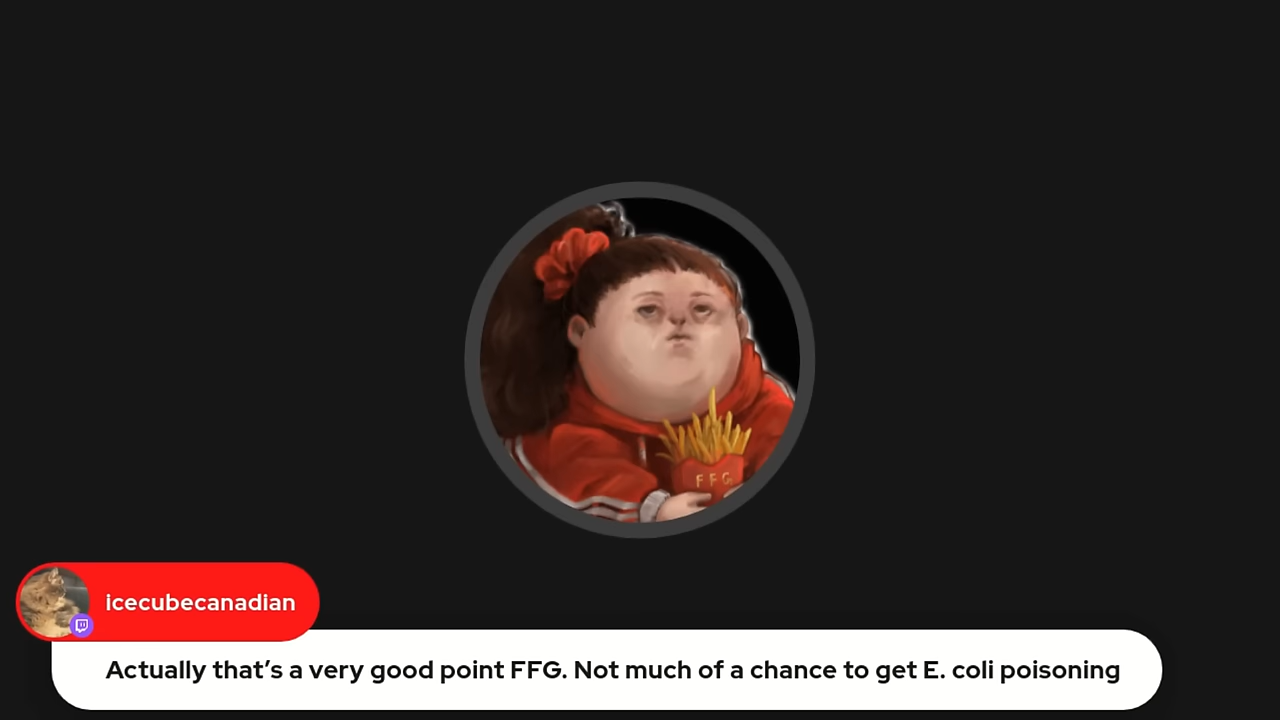 FFG
icecubecanadian
Actually that’s a very good point FFG. Not much of a chance to get E. coli poisoning